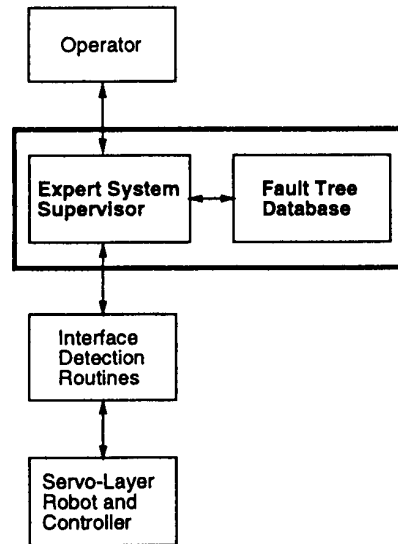 Operator
Expert System
Supervisor
Fault Tree
Database
Interface
Detection
Routines
Servo-Layer
Robot and
Controller